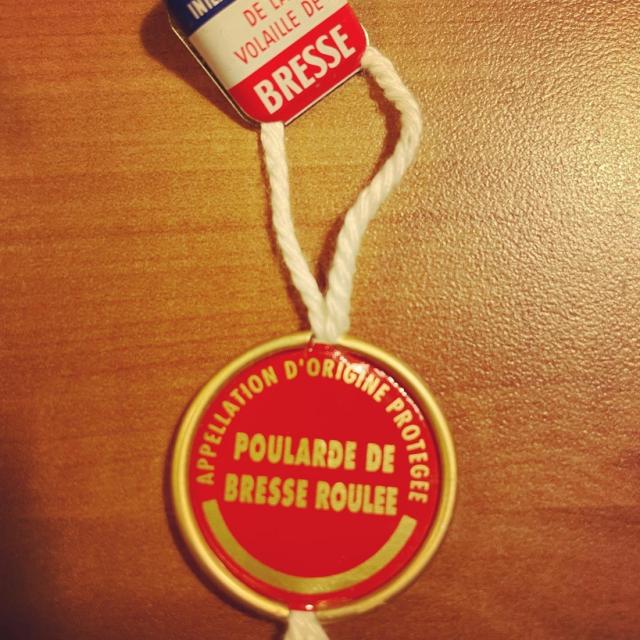 DE LA
VOLAILLE DE
BRESSE
APPELLATION D'ORIGINE PROTEGEE
POULARDE DE
BRESSE ROULEE